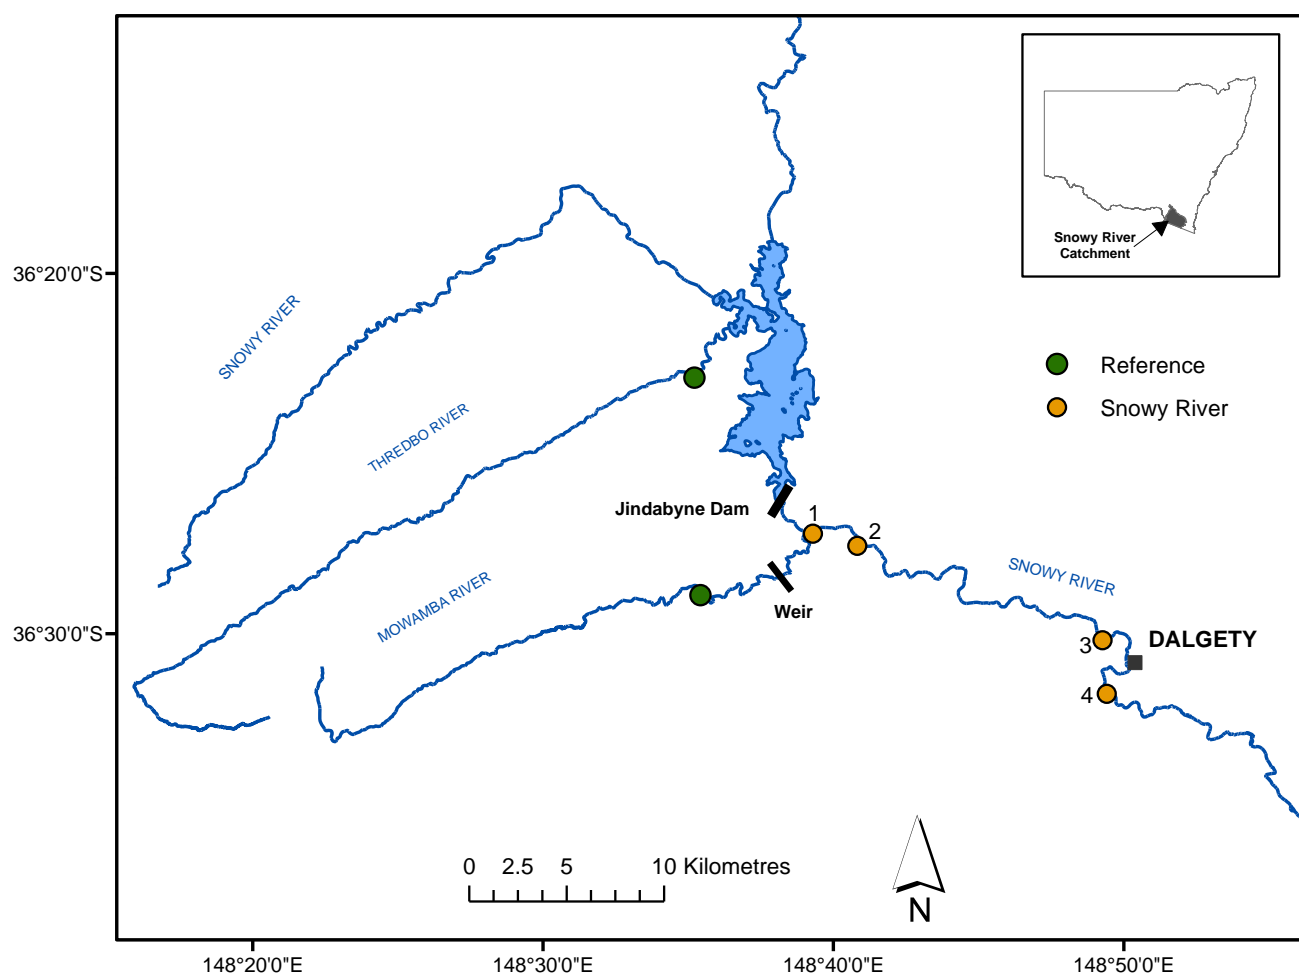 Snowy River
Catchment
36°20'0"S
SNOWY RIVER
Reference
Snowy River
THREDBO RIVER
Jindabyne Dam
1
2
SNOWY RIVER
MOWAMBA RIVER
Weir
36°30'0"S
3
DALGETY
4
0 2.5 5 10 Kilometres
N
148°20'0"E 148°30'0"E 148°40'0"E 148°50'0"E